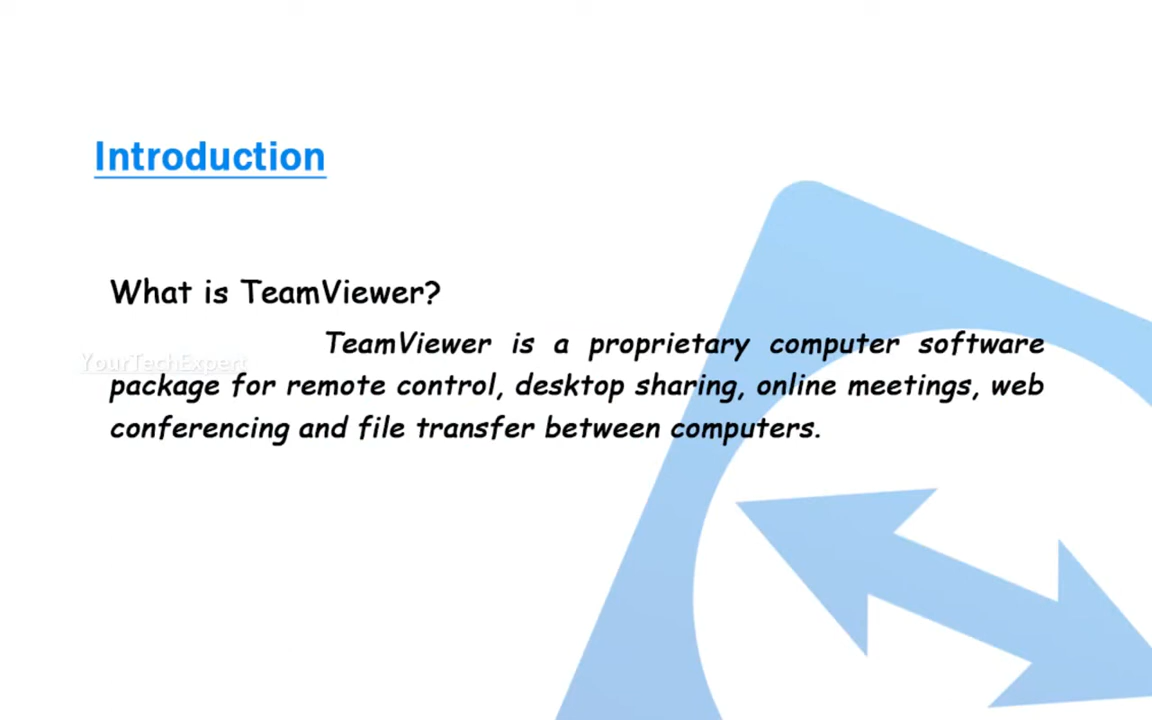 Introduction
What is TeamViewer?
TeamViewer is a proprietary computer software
YourTechExpert
package for remote control, desktop sharing, online meetings, web
conferencing and file transfer between computers.